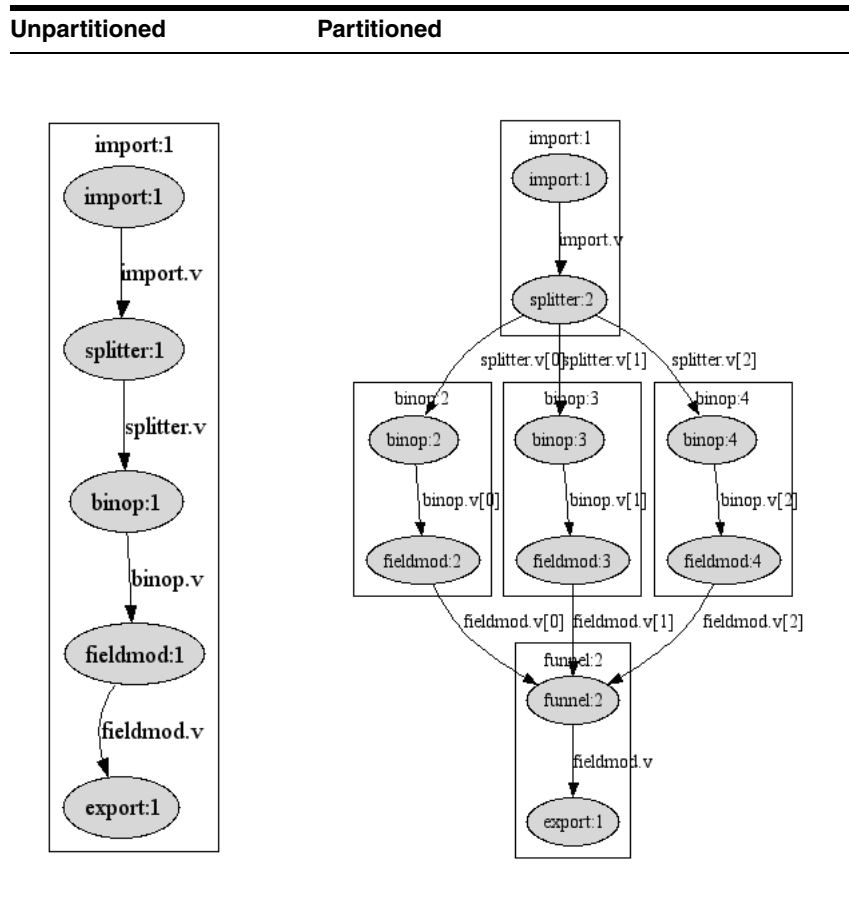 Unpartitioned Partitioned
import:1
import:1
import.v
splitter:1
splitter.v
binop:1
binop.v
fieldmod:1
fieldmod.v
export:1
import:1
import:1
import.v
splitter:2
splitter.v[0] splitter.v[1] splitter.v[2]
binop:2 binop:3 binop:4
binop:2 binop:3 binop:4
binop.v[0] binop.v[1] binop.v[2]
fieldmod:2 fieldmod:3 fieldmod:4
fieldmod.v[0] fieldmod.v[1] fieldmod.v[2]
funnel:2
funnel:2
fieldmod.v
export:1